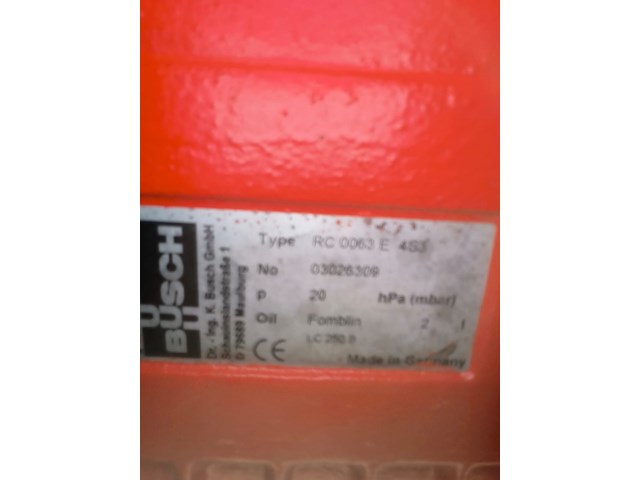 BUSCH
Dr.- Ing. K. Busch GmbH
Schauinslandstraße 1
D 79689 Maulburg
Type RC 0063 E 4S3
No 03026309
p 20 hPa (mbar)
Oil Fomblin 2 l
LC 250 8
CE Made in Germany